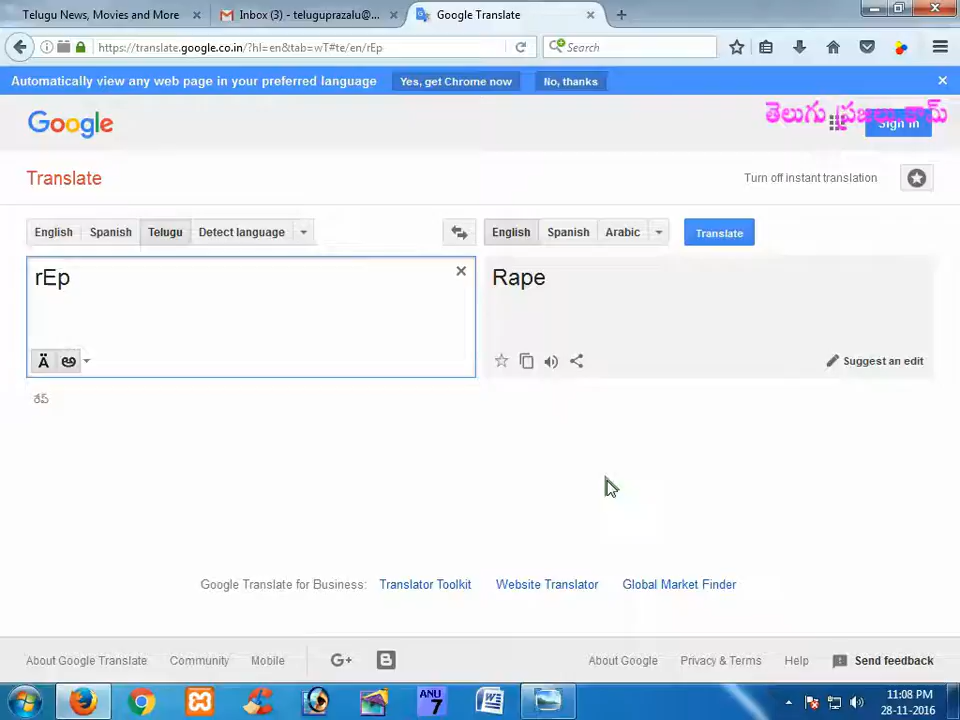 Telugu News, Movies and More
Inbox (3) - teluguprazalu@...
Google Translate
https://translate.google.co.in/?hl=en&tab=wT#te/en/rEp
Search
Automatically view any web page in your preferred language
Yes, get Chrome now
No, thanks
Google
తెలుగు ప్రజలు.కామ్
Sign in
Translate
Turn off instant translation
English Spanish Telugu Detect language
English Spanish Arabic
Translate
rEp
Rape
Ä
అ
Suggest an edit
రేప్
Google Translate for Business:
Translator Toolkit
Website Translator
Global Market Finder
About Google Translate
Community
Mobile
G+
B
About Google
Privacy & Terms
Help
Send feedback
ANU
7
W
11:08 PM
28-11-2016